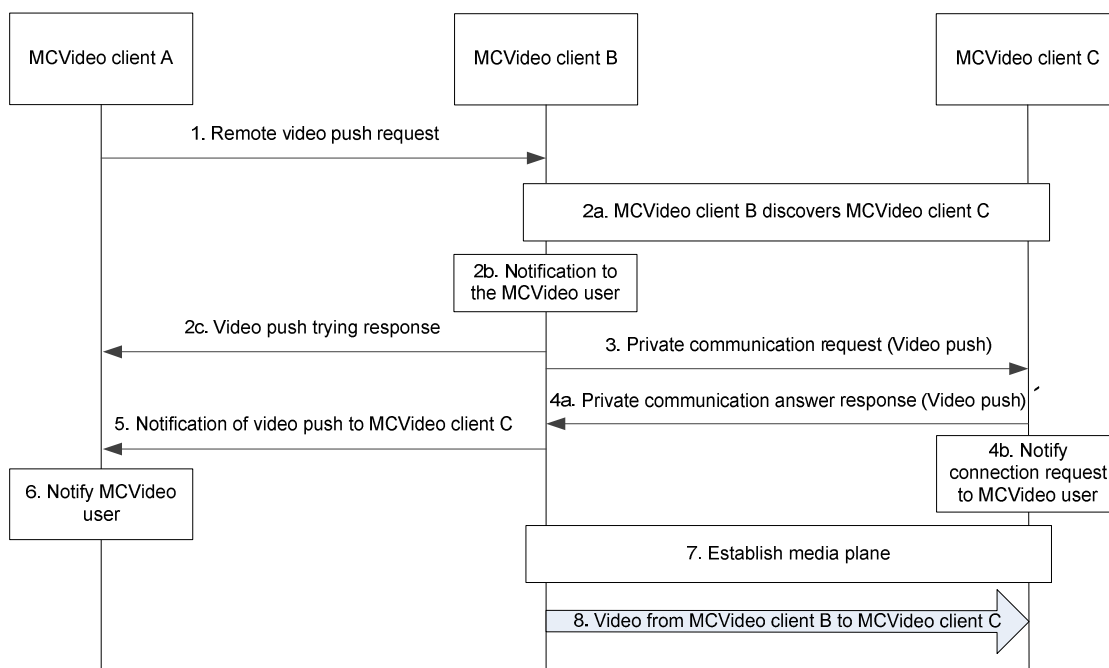 MCVideo client A
MCVideo client B
MCVideo client C
1. Remote video push request
2a. MCVideo client B discovers MCVideo client C
2b. Notification to
the MCVideo user
2c. Video push trying response
3. Private communication request (Video push)
4a. Private communication answer response (Video push)
5. Notification of video push to MCVideo client C
4b. Notify
connection request
to MCVideo user
6. Notify MCVideo
user
7. Establish media plane
8. Video from MCVideo client B to MCVideo client C